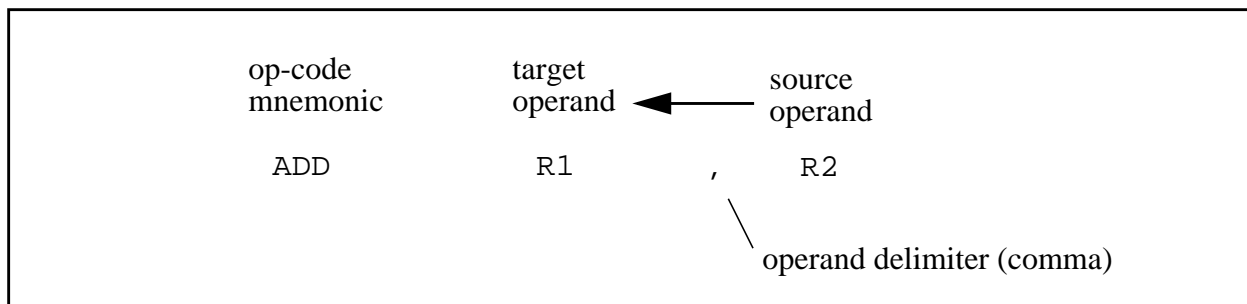 op-code
mnemonic
target
operand
source
operand
ADD R1 , R2
operand delimiter (comma)